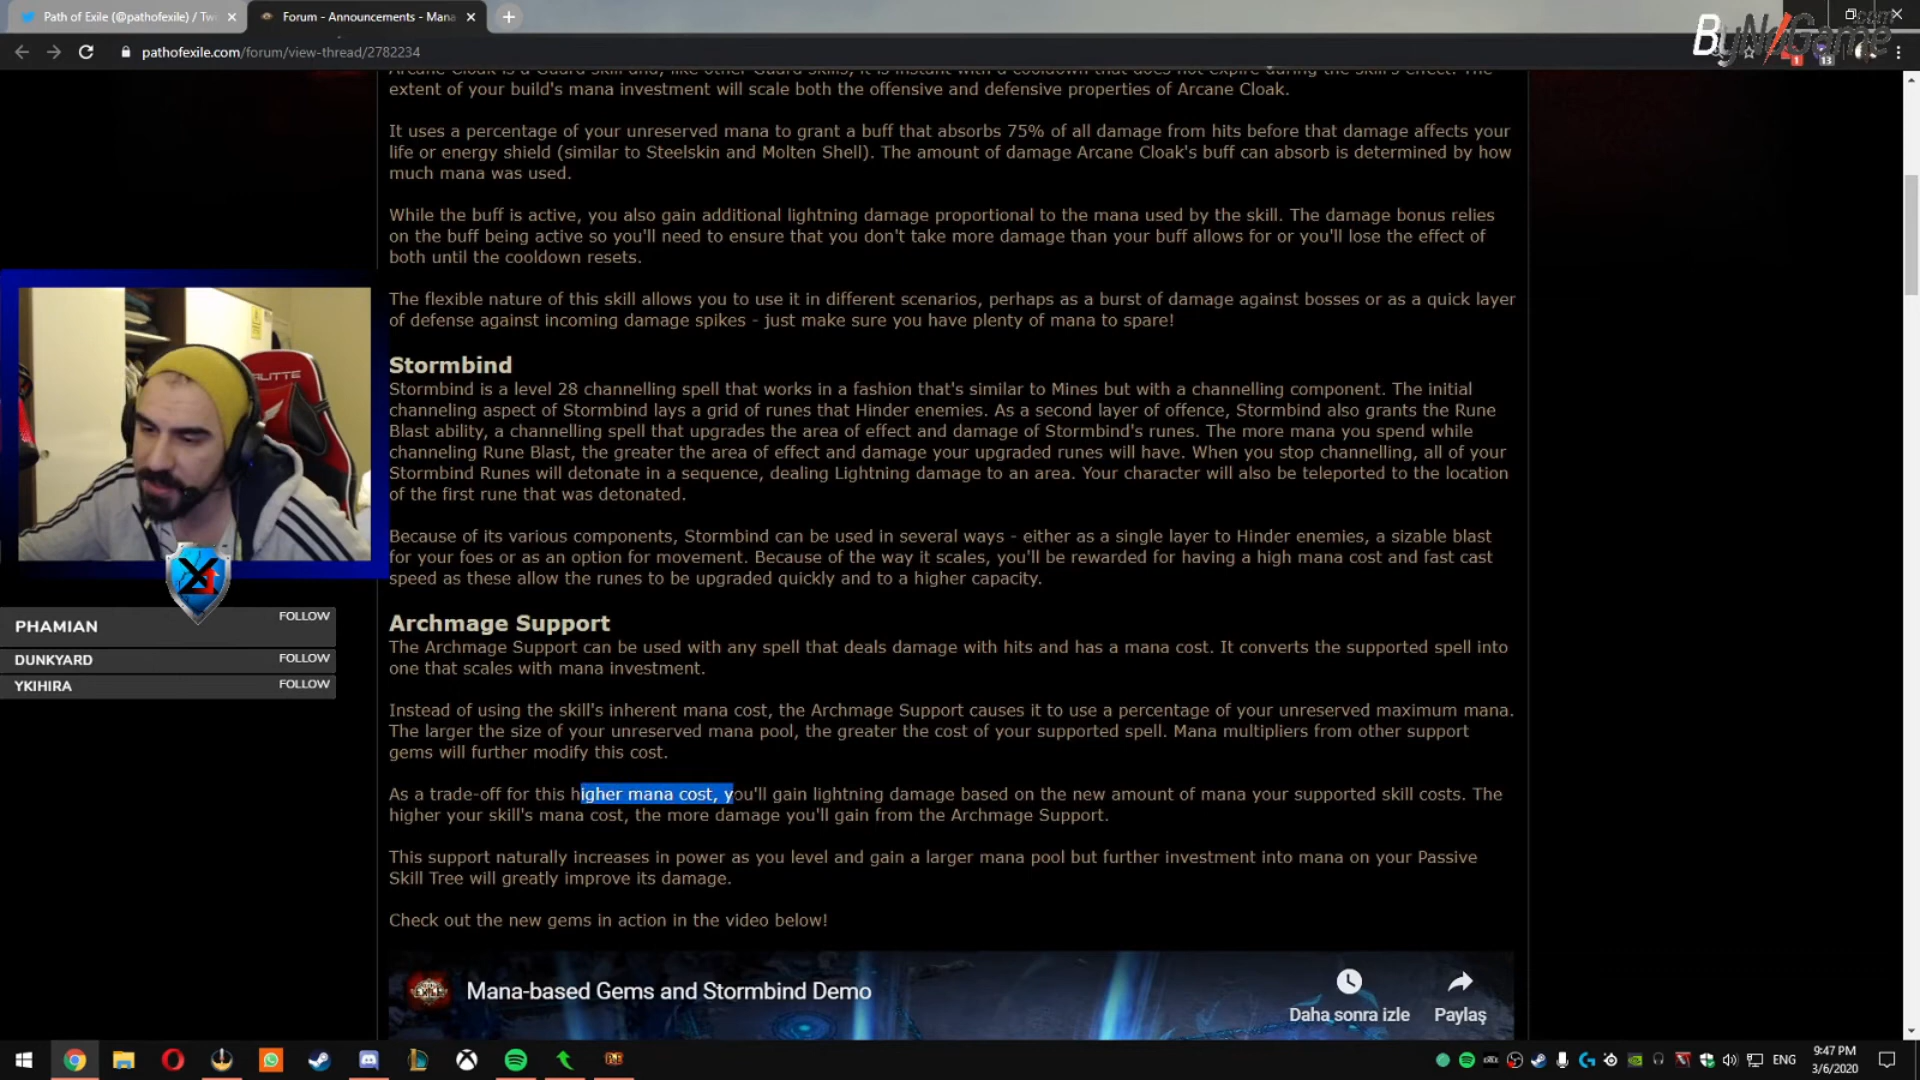 Path of Exile (@pathofexile) / Tw
Forum - Announcements - Mana
ByNoGame
.com
pathofexile.com/forum/view-thread/2782234
1
13
Arcane Cloak is a Guard skill and, like other Guard skills, it is instant with a cooldown that does not expire during the skill's effect. The
extent of your build's mana investment will scale both the offensive and defensive properties of Arcane Cloak.
It uses a percentage of your unreserved mana to grant a buff that absorbs 75% of all damage from hits before that damage affects your
life or energy shield (similar to Steelskin and Molten Shell). The amount of damage Arcane Cloak's buff can absorb is determined by how
much mana was used.
While the buff is active, you also gain additional lightning damage proportional to the mana used by the skill. The damage bonus relies
on the buff being active so you'll need to ensure that you don't take more damage than your buff allows for or you'll lose the effect of
both until the cooldown resets.
The flexible nature of this skill allows you to use it in different scenarios, perhaps as a burst of damage against bosses or as a quick layer
of defense against incoming damage spikes - just make sure you have plenty of mana to spare!
Stormbind
Stormbind is a level 28 channelling spell that works in a fashion that's similar to Mines but with a channelling component. The initial
channeling aspect of Stormbind lays a grid of runes that Hinder enemies. As a second layer of offence, Stormbind also grants the Rune
Blast ability, a channelling spell that upgrades the area of effect and damage of Stormbind's runes. The more mana you spend while
channeling Rune Blast, the greater the area of effect and damage your upgraded runes will have. When you stop channelling, all of your
Stormbind Runes will detonate in a sequence, dealing Lightning damage to an area. Your character will also be teleported to the location
of the first rune that was detonated.
Because of its various components, Stormbind can be used in several ways - either as a single layer to Hinder enemies, a sizable blast
for your foes or as an option for movement. Because of the way it scales, you'll be rewarded for having a high mana cost and fast cast
speed as these allow the runes to be upgraded quickly and to a higher capacity.
PHAMIAN FOLLOW
DUNKYARD FOLLOW
YKIHIRA FOLLOW
Archmage Support
The Archmage Support can be used with any spell that deals damage with hits and has a mana cost. It converts the supported spell into
one that scales with mana investment.
Instead of using the skill's inherent mana cost, the Archmage Support causes it to use a percentage of your unreserved maximum mana.
The larger the size of your unreserved mana pool, the greater the cost of your supported spell. Mana multipliers from other support
gems will further modify this cost.
As a trade-off for this higher mana cost, you'll gain lightning damage based on the new amount of mana your supported skill costs. The
higher your skill's mana cost, the more damage you'll gain from the Archmage Support.
This support naturally increases in power as you level and gain a larger mana pool but further investment into mana on your Passive
Skill Tree will greatly improve its damage.
Check out the new gems in action in the video below!
Mana-based Gems and Stormbind Demo
Daha sonra izle
Paylaş
ENG
9:47 PM
3/6/2020